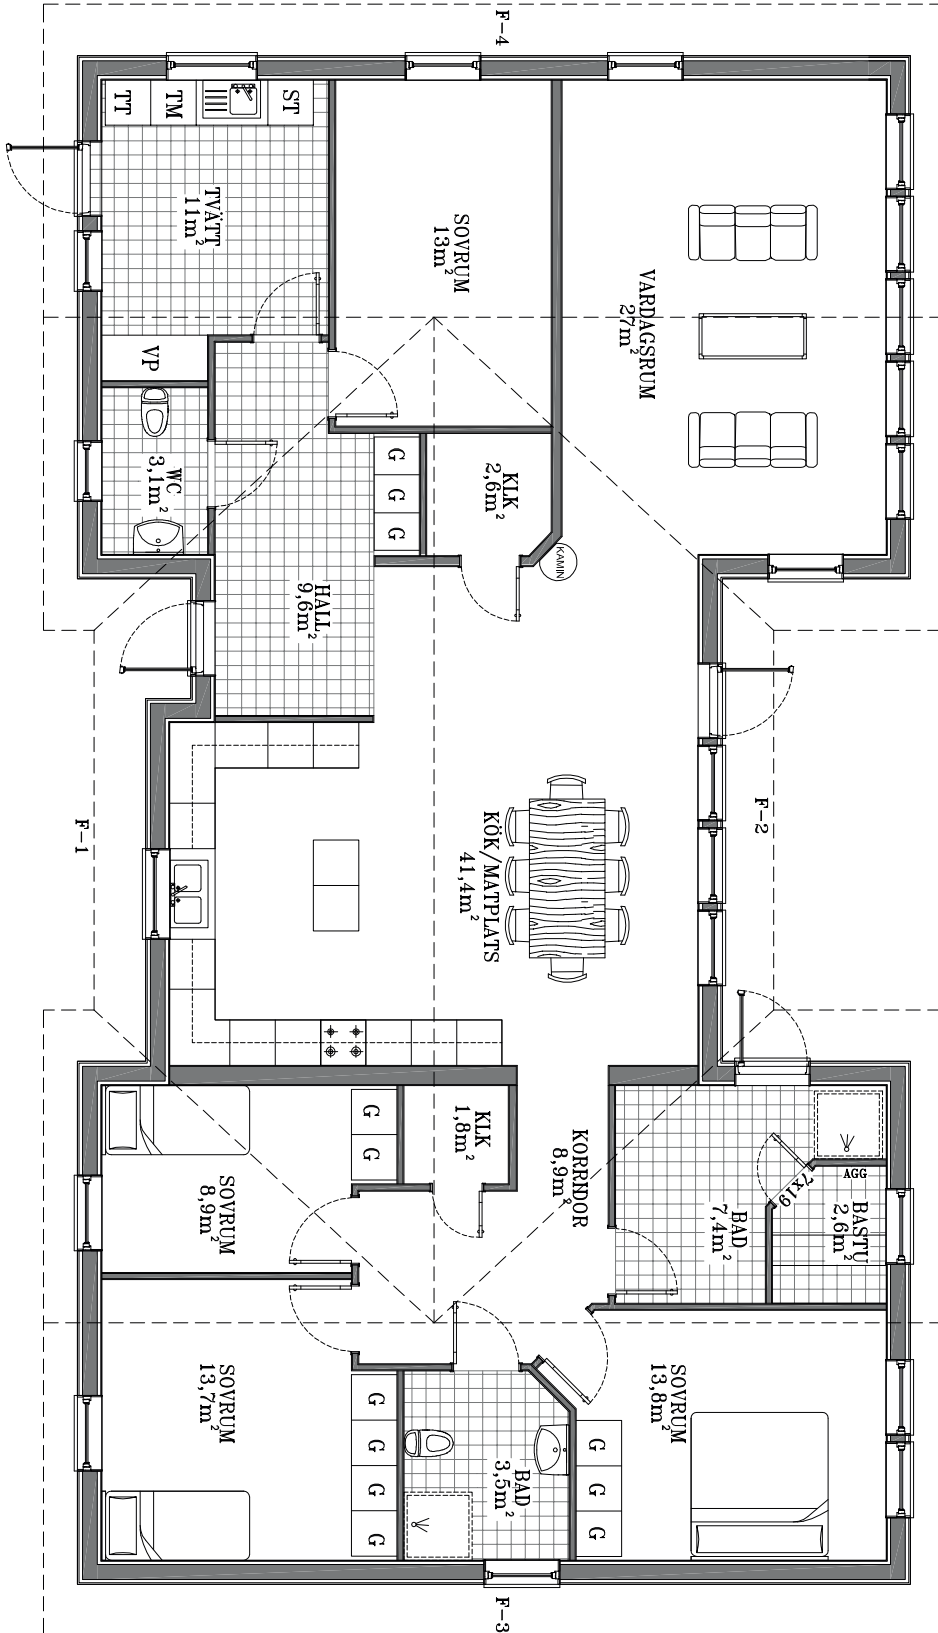 F-4
ST
TM
TT
TVÄTT
11m²
SOVRUM
13m²
VARDAGSRUM
27m²
VP
WC
3,1m²
G
G
G
KLK
2,6m²
KAMIN
HALL
9,6m²
F-1
F-2
KÖK/MATPLATS
41,4m²
G
G
KLK
1,8m²
KORRIDOR
8,9m²
SOVRUM
8,9m²
BAD
7,4m²
7x19
AGG
BASTU
2,6m²
SOVRUM
13,7m²
G
G
G
G
BAD
3,5m²
G
G
G
SOVRUM
13,8m²
F-3